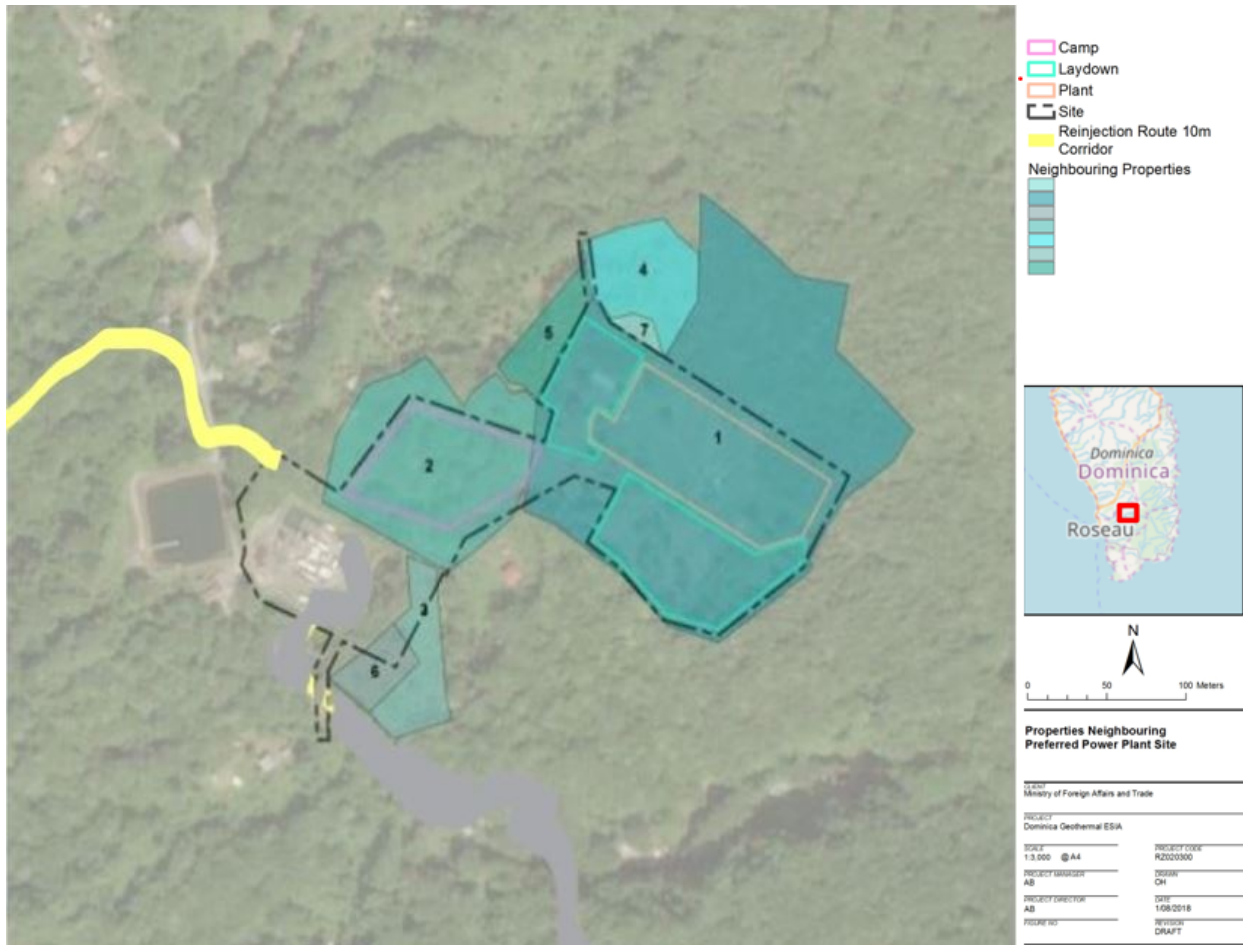 Camp
Laydown
Plant
Site
Reinjection Route 10m
Corridor
Neighbouring Properties
4
5
7
1
2
3
6
Dominica
Dominica
Roseau
N
0 50 100 Meters
Properties Neighbouring
Preferred Power Plant Site
CLIENT
Ministry of Foreign Affairs and Trade
PROJECT
Dominica Geothermal ESIA
SCALE PROJECT CODE
1:3,000 @ A4 RZ020300
PROJECT MANAGER DRAWN
AB OH
PROJECT DIRECTOR DATE
AB 1/08/2018
FIGURE NO REVISION
DRAFT